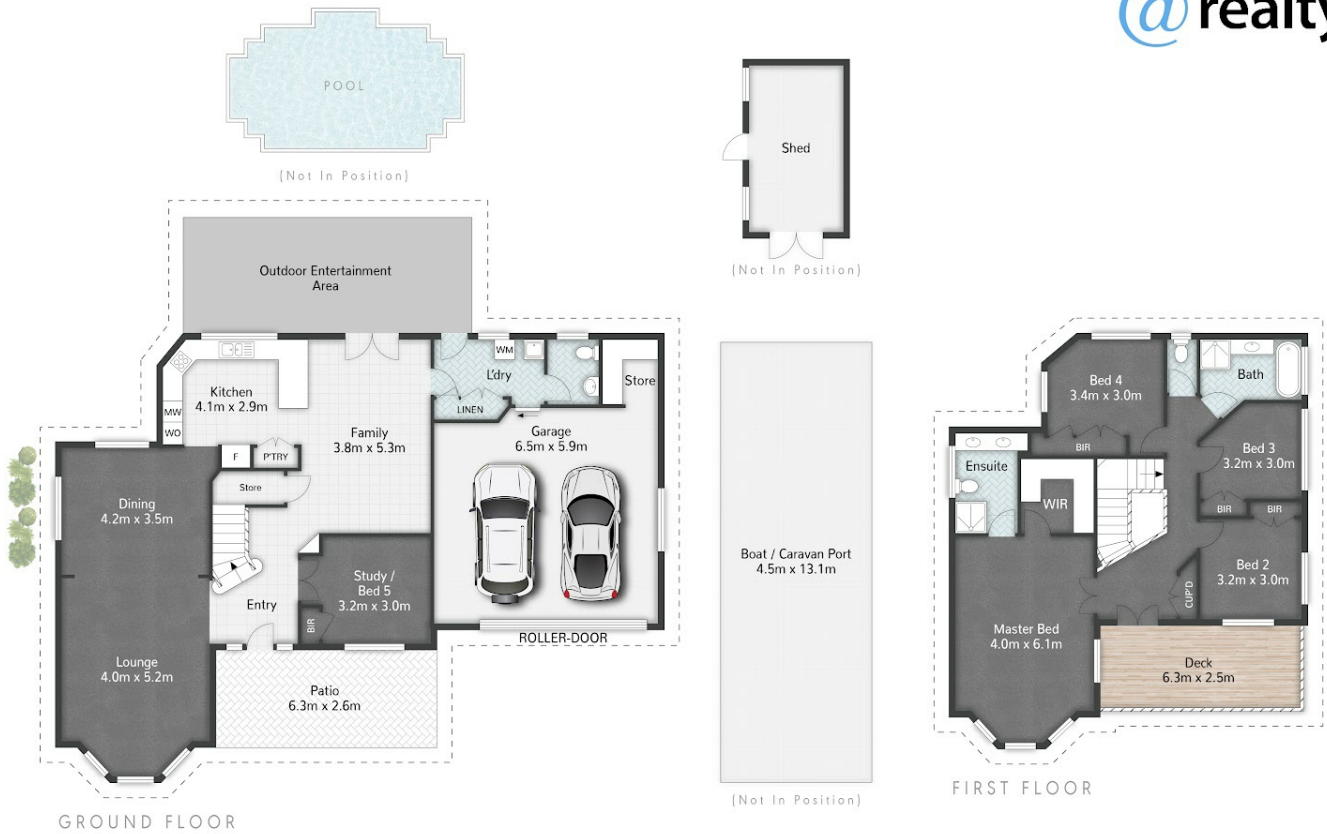 @realty
POOL
(Not In Position)
Shed
(Not In Position)
Outdoor Entertainment
Area
Kitchen
4.1m x 2.9m
MW
WO
F
P'TRY
Store
Family
3.8m x 5.3m
WM
L'dry
LINEN
Store
Garage
6.5m x 5.9m
Dining
4.2m x 3.5m
Study /
Bed 5
3.2m x 3.0m
BIR
Entry
Lounge
4.0m x 5.2m
ROLLER-DOOR
Patio
6.3m x 2.6m
GROUND FLOOR
Boat / Caravan Port
4.5m x 13.1m
(Not In Position)
Bed 4
3.4m x 3.0m
BIR
Bath
Ensuite
WIR
Bed 3
3.2m x 3.0m
BIR
BIR
Bed 2
3.2m x 3.0m
CUP'D
Master Bed
4.0m x 6.1m
Deck
6.3m x 2.5m
FIRST FLOOR